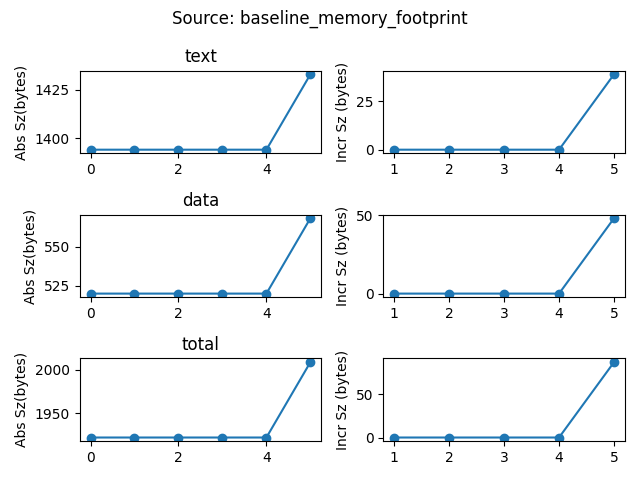 Source: baseline_memory_footprint
text
Abs Sz(bytes)
1425
1400
0 2 4
Incr Sz (bytes)
25
0
1 2 3 4 5
data
Abs Sz(bytes)
550
525
0 2 4
Incr Sz (bytes)
50
0
1 2 3 4 5
total
Abs Sz(bytes)
2000
1950
0 2 4
Incr Sz (bytes)
50
0
1 2 3 4 5